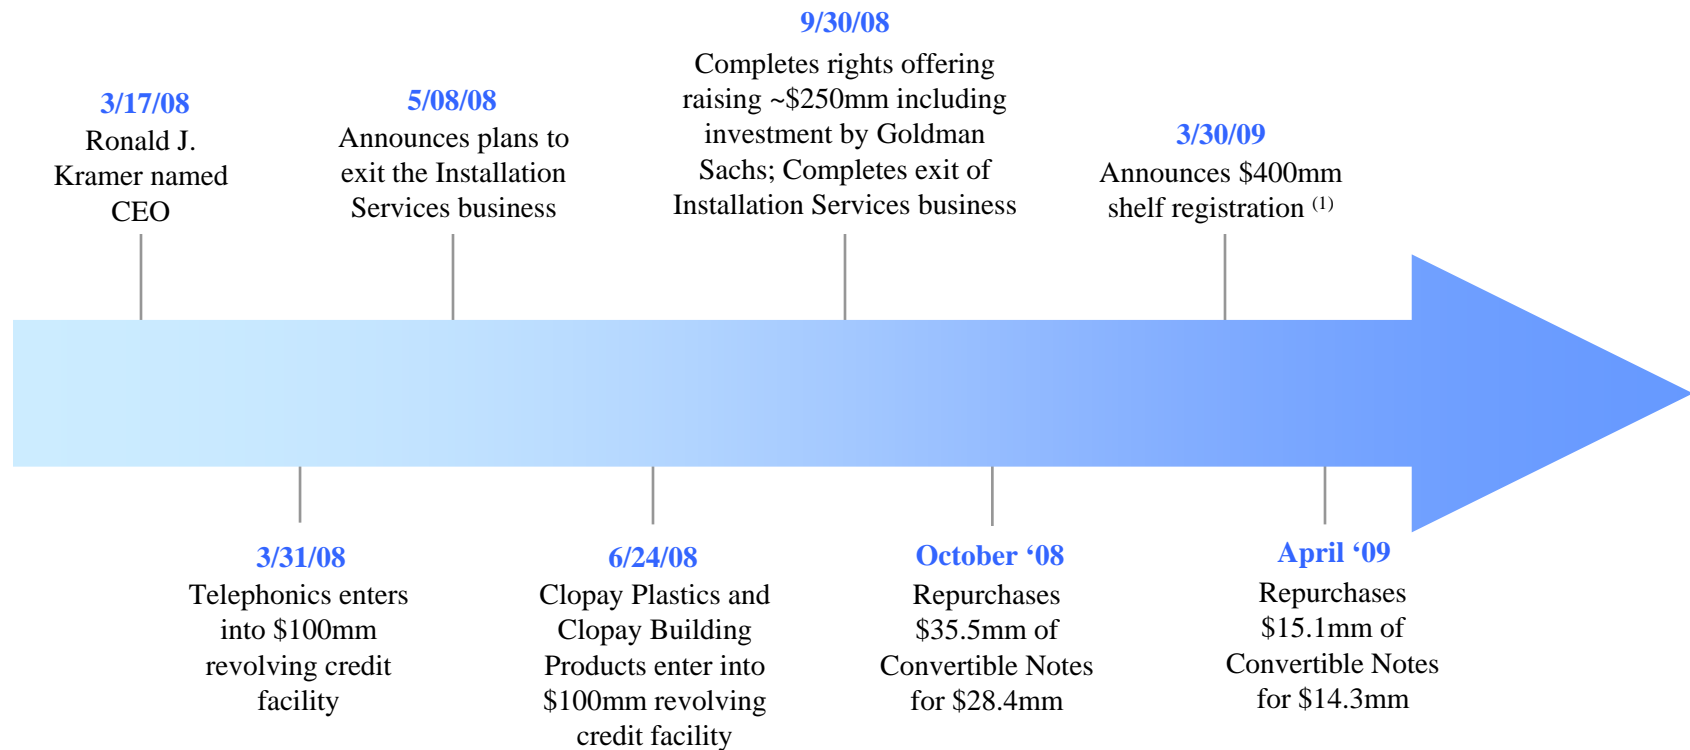 9/30/08
Completes rights offering
raising ~$250mm including
investment by Goldman
Sachs; Completes exit of
Installation Services business
3/17/08
Ronald J.
Kramer named
CEO
5/08/08
Announces plans to
exit the Installation
Services business
3/30/09
Announces $400mm
shelf registration (1)
3/31/08
Telephonics enters
into $100mm
revolving credit
facility
6/24/08
Clopay Plastics and
Clopay Building
Products enter into
$100mm revolving
credit facility
October ‘08
Repurchases
$35.5mm of
Convertible Notes
for $28.4mm
April ‘09
Repurchases
$15.1mm of
Convertible Notes
for $14.3mm